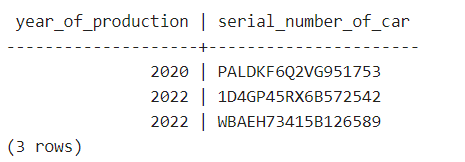 year_of_production | serial_number_of_car
-------------------+----------------------
2020 | PALDKF6Q2VG951753
2022 | 1D4GP45RX6B572542
2022 | WBAEH73415B126589
(3 rows)